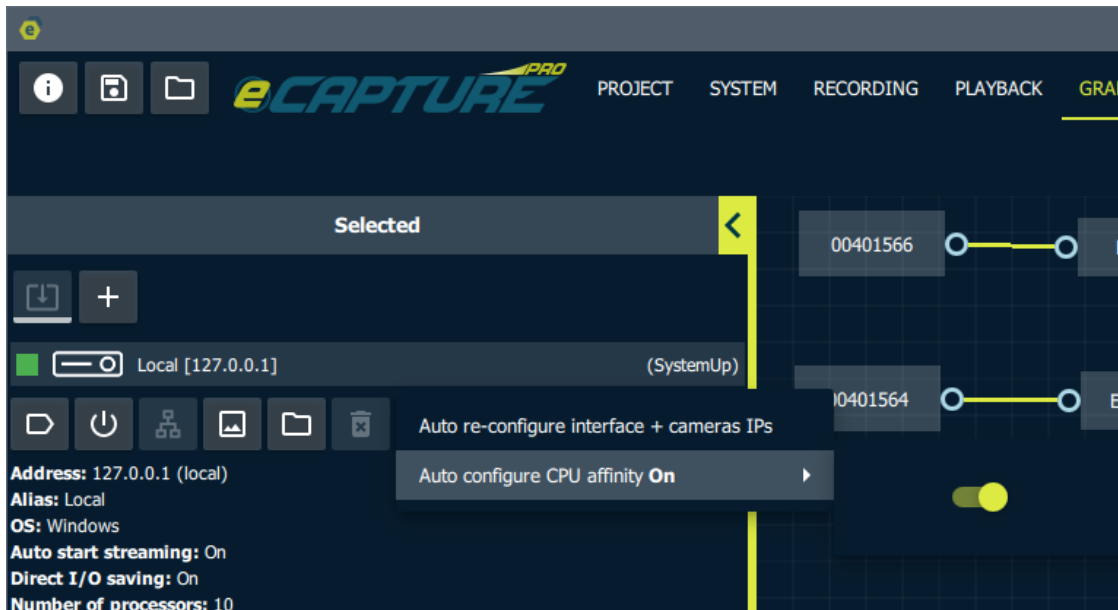 e
eCAPTURE PRO
PROJECT SYSTEM RECORDING PLAYBACK
Selected
00401566
Local [127.0.0.1] (SystemUp)
00401564
Auto re-configure interface + cameras IPs
Auto configure CPU affinity On
Address: 127.0.0.1 (local)
Alias: Local
OS: Windows
Auto start streaming: On
Direct I/O saving: On
Number of processors: 10